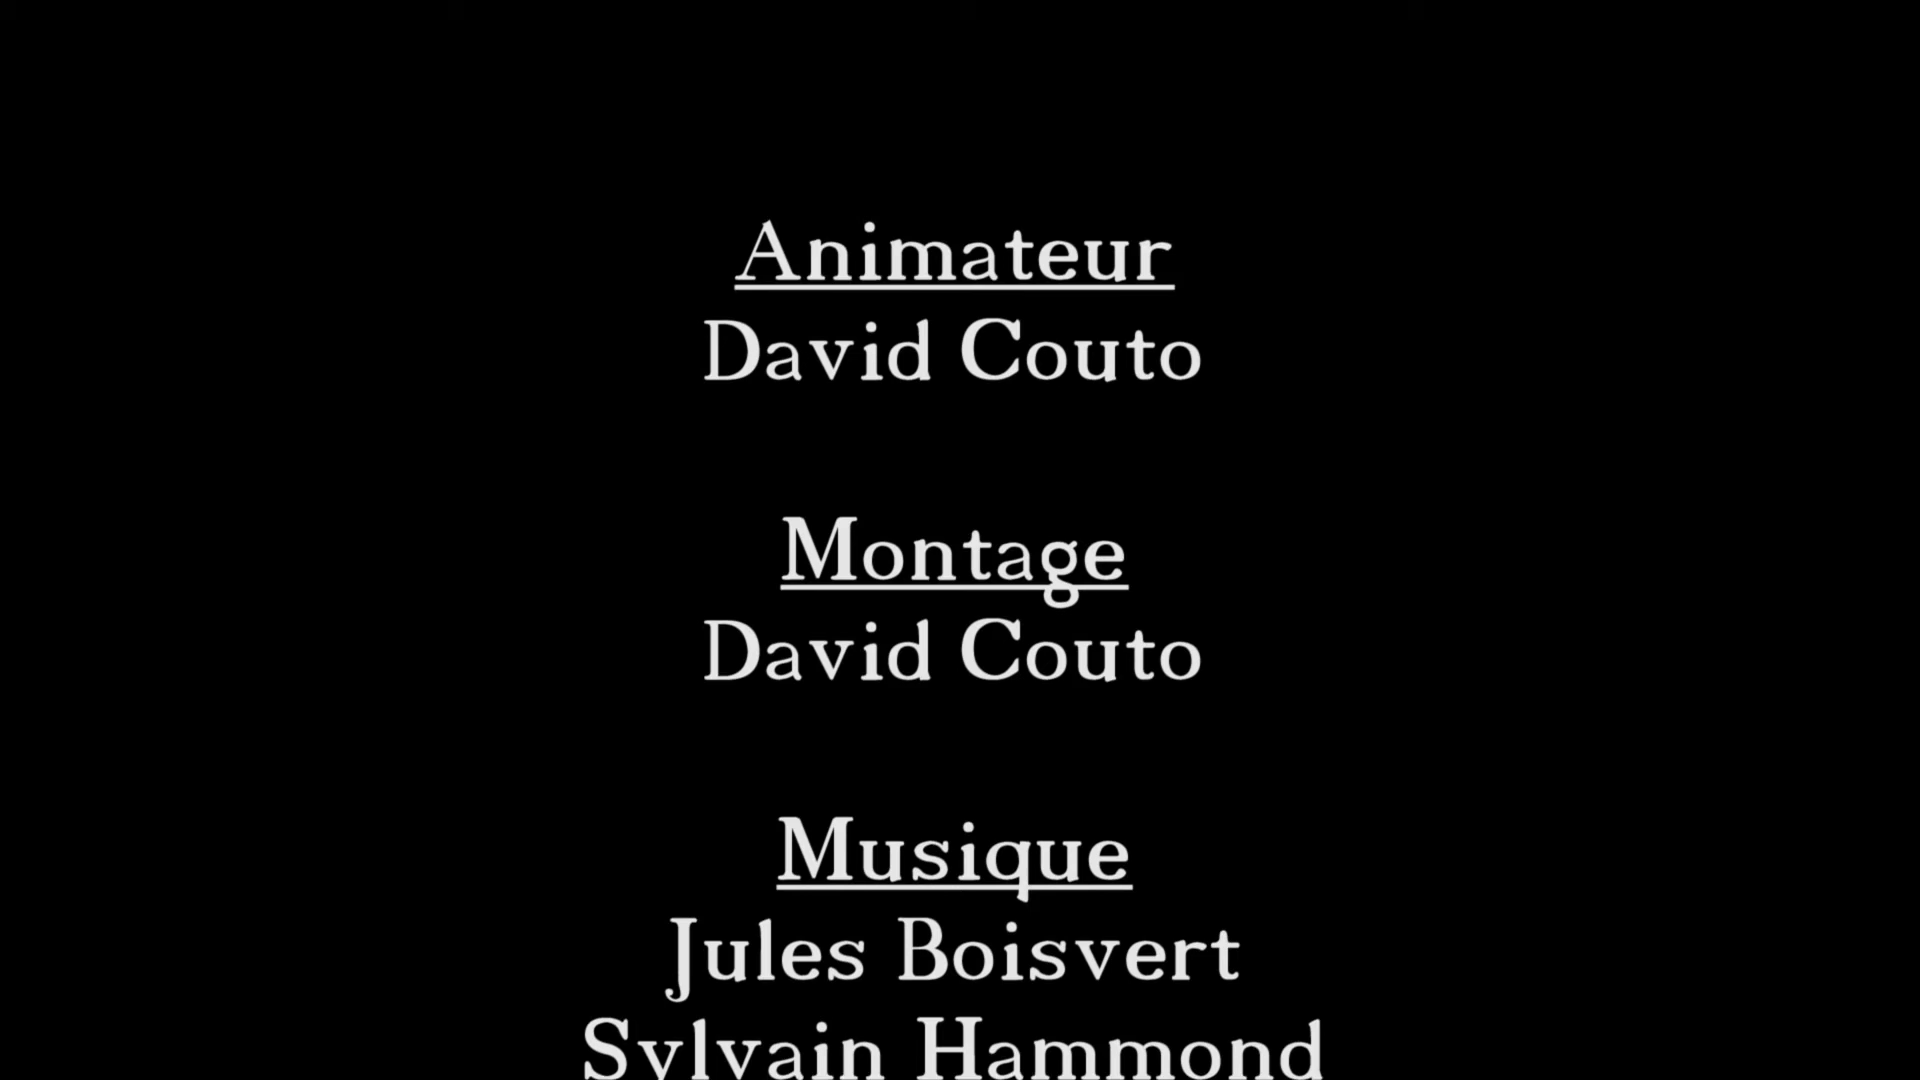 Animateur
David Couto
Montage
David Couto
Musique
Jules Boisvert
Sylvain Hammond